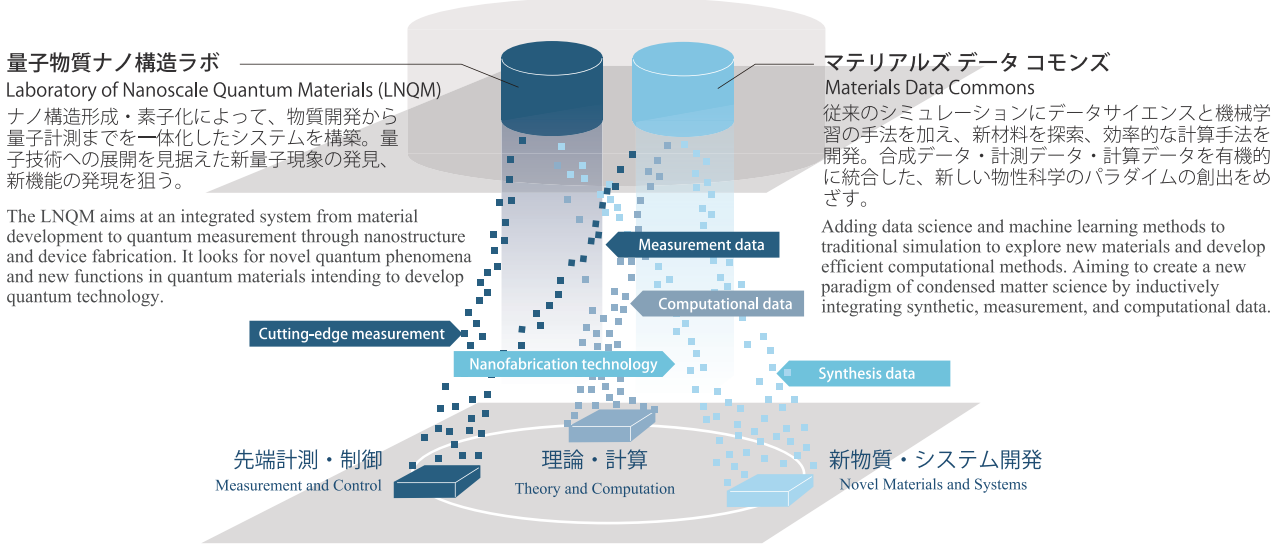 量子物質ナノ構造ラボ
Laboratory of Nanoscale Quantum Materials (LNQM)
ナノ構造形成・素子化によって、物質開発から
量子計測までを一体化したシステムを構築。量
子技術への展開を見据えた新量子現象の発見、
新機能の発現を狙う。
The LNQM aims at an integrated system from material
development to quantum measurement through nanostructure
and device fabrication. It looks for novel quantum phenomena
and new functions in quantum materials intending to develop
quantum technology.
マテリアルズ データ コモンズ
Materials Data Commons
従来のシミュレーションにデータサイエンスと機械学
習の手法を加え、新材料を探索、効率的な計算手法を
開発。合成データ・計測データ・計算データを有機的
に統合した、新しい物性科学のパラダイムの創出をめ
ざす。
Adding data science and machine learning methods to
traditional simulation to explore new materials and develop
efficient computational methods. Aiming to create a new
paradigm of condensed matter science by inductively
integrating synthetic, measurement, and computational data.
Measurement data
Computational data
Cutting-edge measurement
Nanofabrication technology
Synthesis data
先端計測・制御
Measurement and Control
理論・計算
Theory and Computation
新物質・システム開発
Novel Materials and Systems